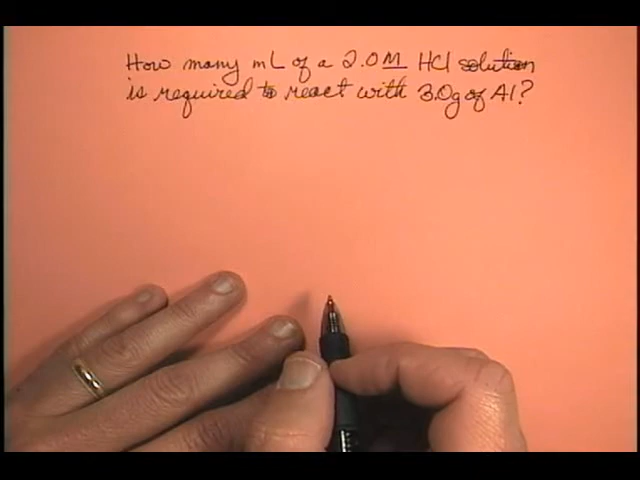 How many mL of a 2.0 M HCl solution
is required to react with 3.0g of Al?